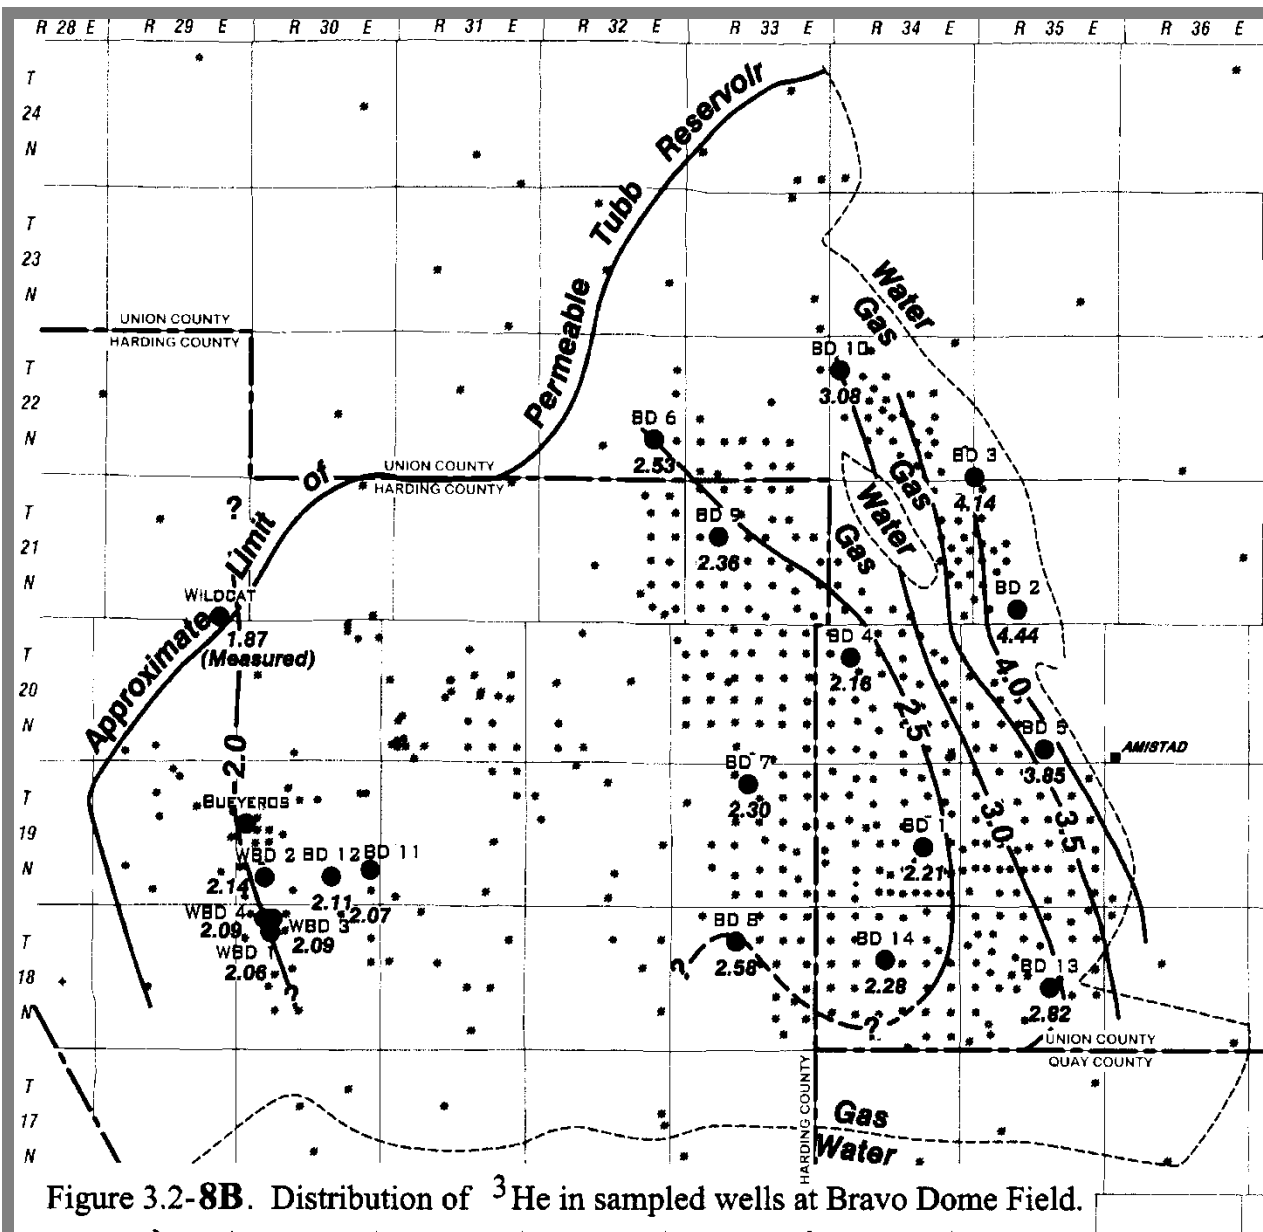 R 28 E R 29 E R 30 E R 31 E R 32 E R 33 E R 34 E R 35 E R 36 E
T
24
N
T
23
N
T
22
N
T
21
N
T
20
N
T
19
N
T
18
N
T
17
N
Approximate Limit of Permeable Tubb Reservoir
Water
Gas
UNION COUNTY
HARDING COUNTY
BD 10
3.08
BD 6
2.53
UNION COUNTY
HARDING COUNTY
BD 3
4.14
Gas
Water
Gas
?
BD 9
2.36
WILDCAT
1.87
(Measured)
BD 2
4.44
BD 4
2.16
4.0
2.5
2.0
BD 5
3.85
AMISTAD
BD 7
2.30
BUEYEROS
3.0
3.5
BD 1
2.21
WBD 2 BD 12 BD 11
2.14
2.11
2.07
WBD 4
2.09
WBD 3
2.09
WBD 1
2.06
?
BD 8
2.58
?
BD 14
2.28
?
BD 13
2.82
UNION COUNTY
QUAY COUNTY
HARDING COUNTY
Gas
Water
Figure 3.2-8B. Distribution of ³He in sampled wells at Bravo Dome Field.